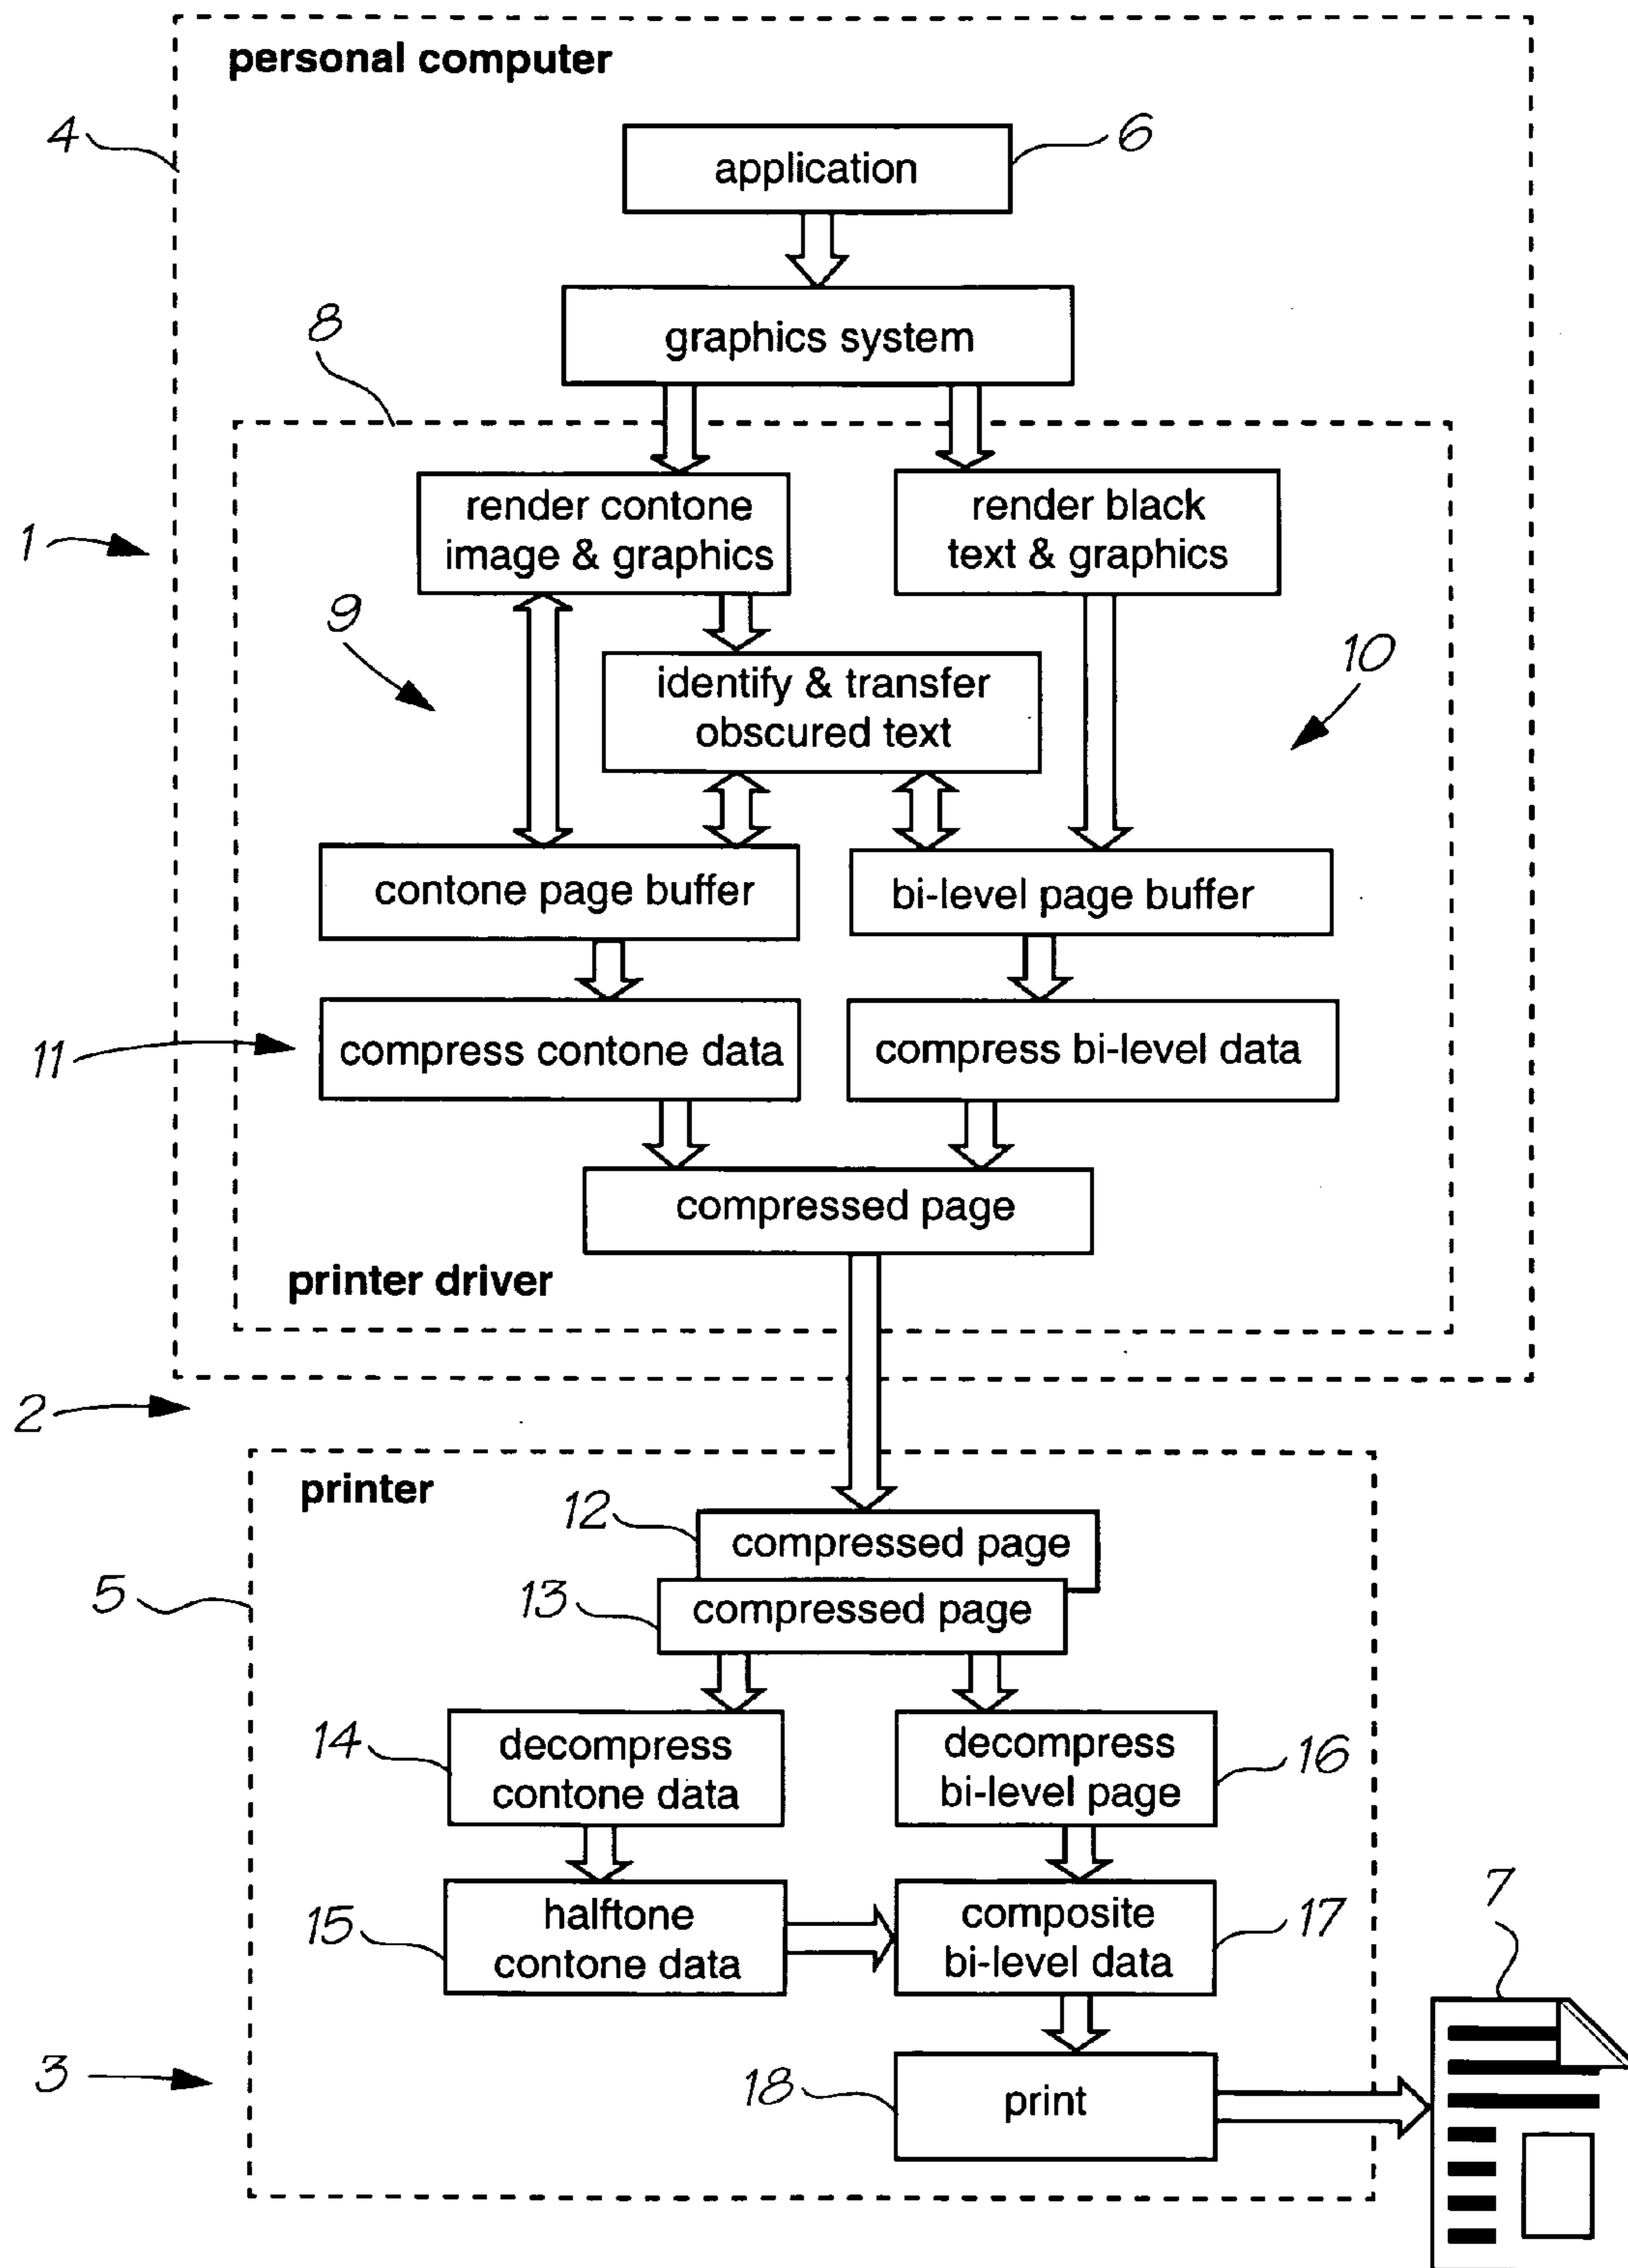 personal computer
4
application
6
graphics system
8
render contone
image & graphics
render black
text & graphics
1
9
identify & transfer
obscured text
10
contone page buffer
bi-level page buffer
11
compress contone data
compress bi-level data
compressed page
printer driver
2
printer
12
compressed page
5
13
compressed page
14
decompress
contone data
decompress
bi-level page
16
15
halftone
contone data
composite
bi-level data
17
7
3
18
print